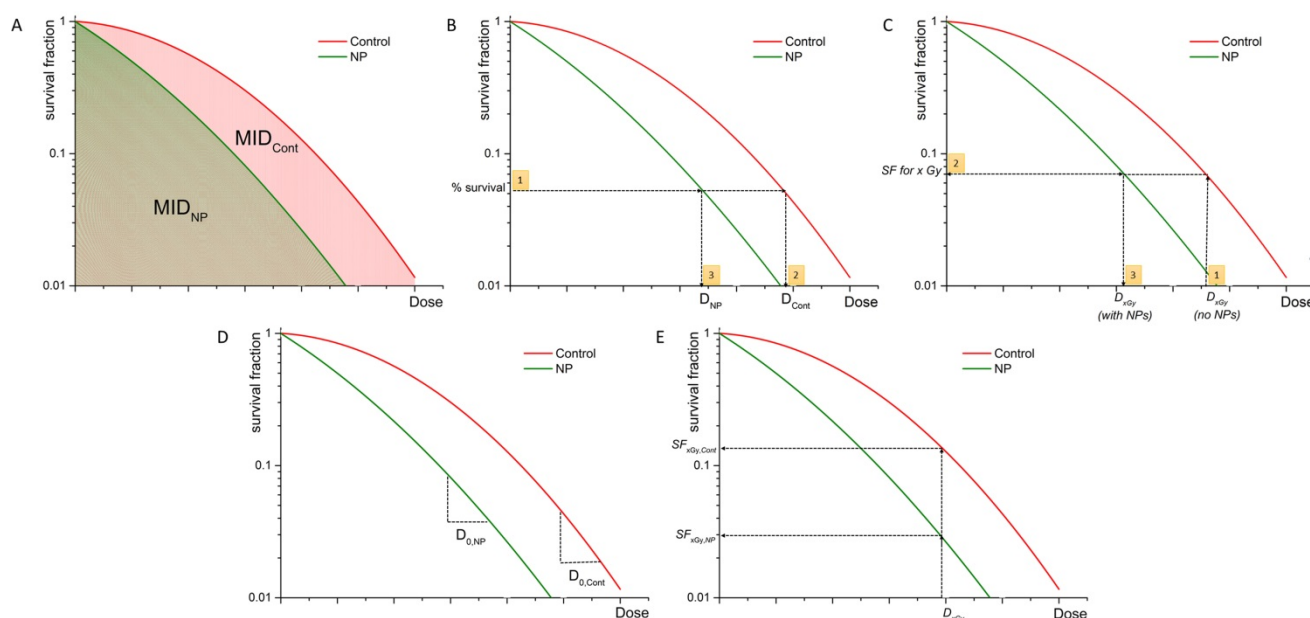 A
survival fraction
1
0.1
0.01
Control
NP
MID_Cont
MID_NP
Dose
B
survival fraction
1
0.1
0.01
Control
NP
% survival
1
3
2
D_NP
D_Cont
Dose
C
survival fraction
1
0.1
0.01
Control
NP
2
SF for x Gy
3
1
D_xGy
(with NPs)
D_xGy
(no NPs)
Dose
D
survival fraction
1
0.1
0.01
Control
NP
D_0,NP
D_0,Cont
Dose
E
survival fraction
1
0.1
0.01
Control
NP
SF_xGy,Cont
SF_xGy,NP
Dose